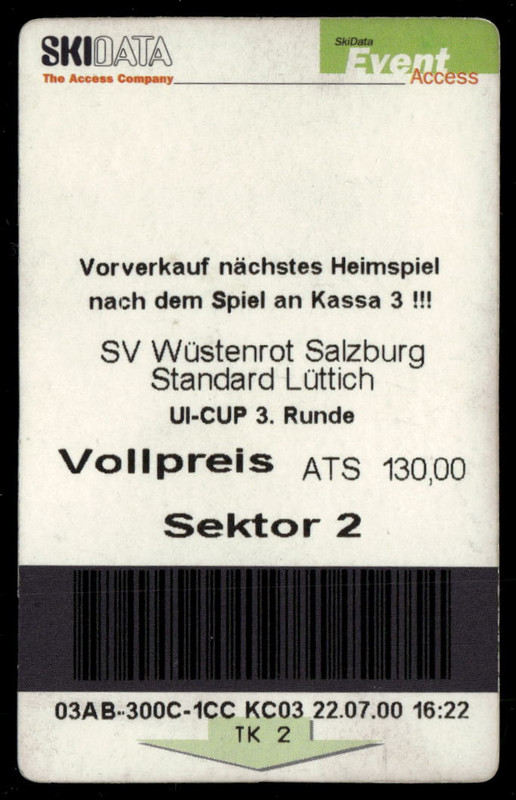 SKIDATA
The Access Company
SkiData
Event
Access
Vorverkauf nächstes Heimspiel
nach dem Spiel an Kassa 3 !!!
SV Wüstenrot Salzburg
Standard Lüttich
UI-CUP 3. Runde
Vollpreis ATS 130,00
Sektor 2
03AB-300C-1CC KC03 22.07.00 16:22
TK 2